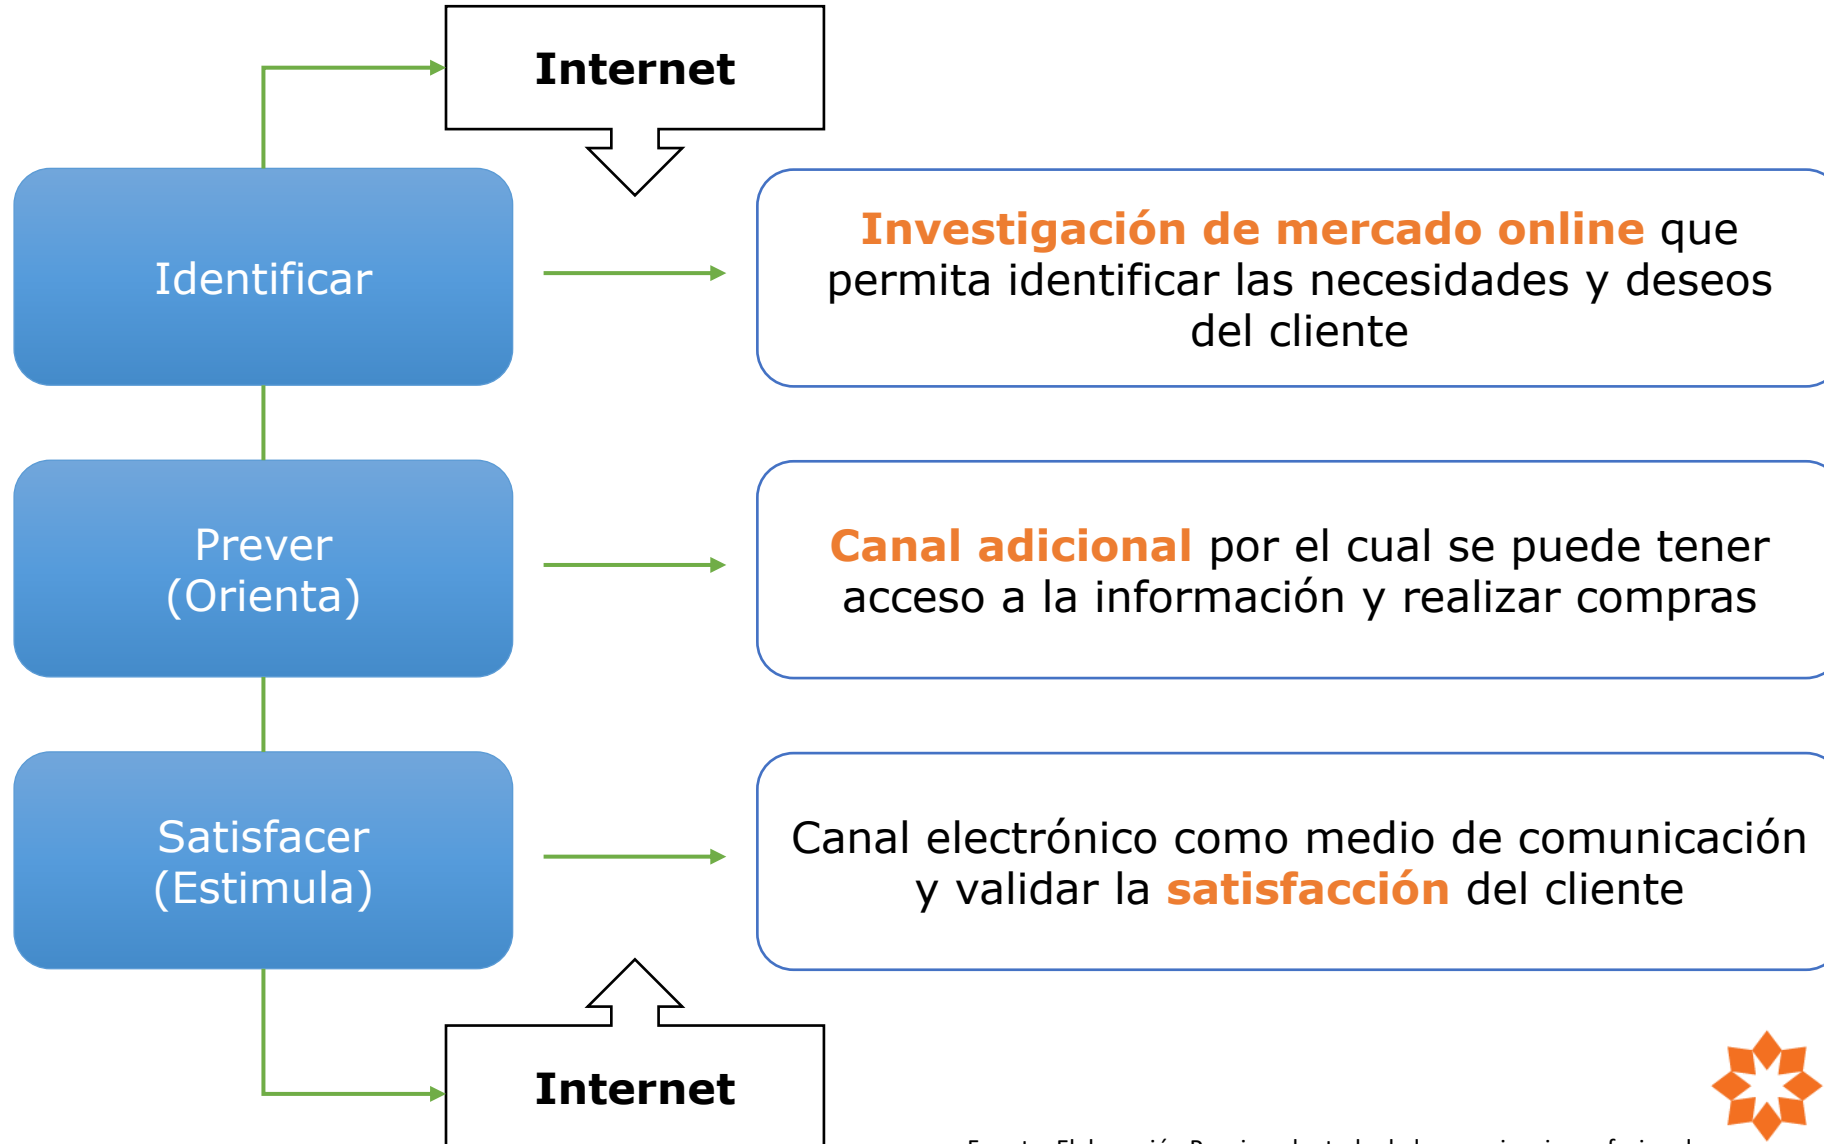 Internet
Identificar
Investigación de mercado online que
permita identificar las necesidades y deseos
del cliente
Prever
(Orienta)
Canal adicional por el cual se puede tener
acceso a la información y realizar compras
Satisfacer
(Estimula)
Canal electrónico como medio de comunicación
y validar la satisfacción del cliente
Internet